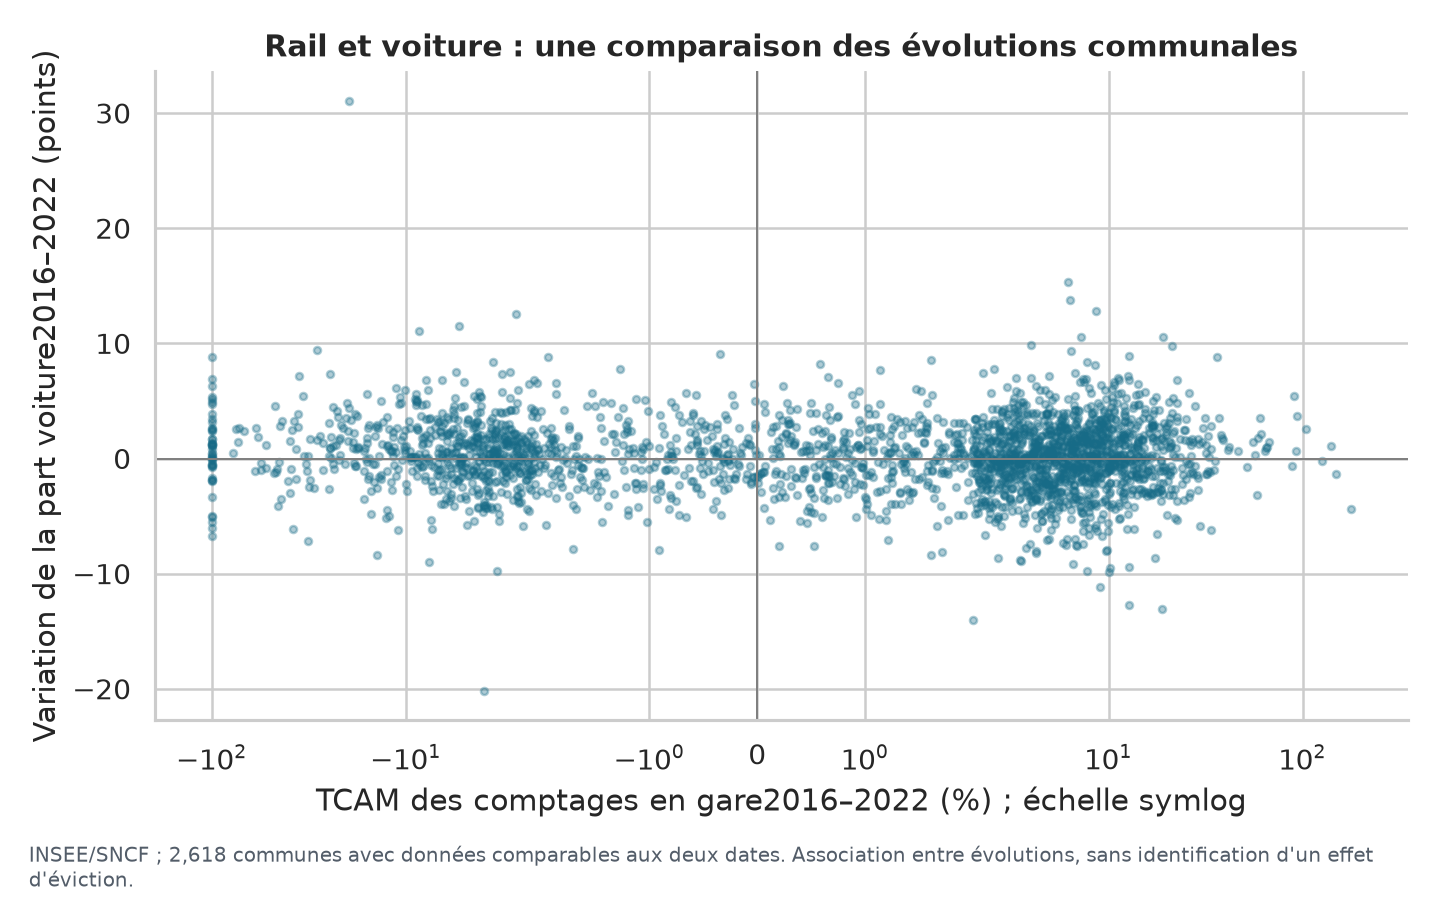 Rail et voiture : une comparaison des évolutions communales
Variation de la part voiture2016–2022 (points)
30
20
10
0
−10
−20
−10²
−10¹
−10⁰
0
10⁰
10¹
10²
TCAM des comptages en gare2016–2022 (%) ; échelle symlog
INSEE/SNCF ; 2,618 communes avec données comparables aux deux dates. Association entre évolutions, sans identification d'un effet
d'éviction.